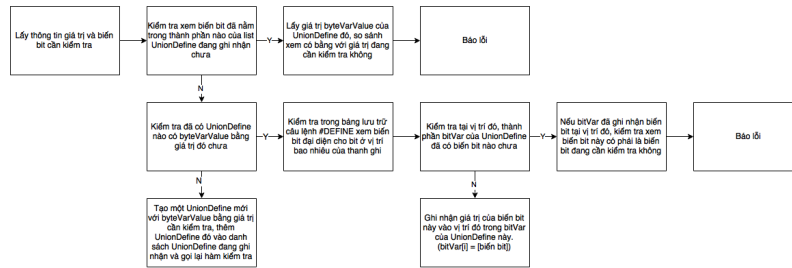 Lấy thông tin giá trị và biến
bit cần kiểm tra
Kiểm tra xem biến bit đã nằm
trong thành phần nào của list
UnionDefine đang ghi nhận
chưa
Y
Lấy giá trị byteVarValue của
UnionDefine đó, so sánh
xem có bằng với giá trị đang
cần kiểm tra không
Báo lỗi
N
Kiểm tra đã có UnionDefine
nào có byteVarValue bằng
giá trị đó chưa
Y
Kiểm tra trong bảng lưu trữ
câu lệnh #DEFINE xem biến
bit đại diện cho bit ở vị trí
bao nhiêu của thanh ghi
Kiểm tra tại vị trí đó, thành
phần bitVar của UnionDefine
đã có biến nào chưa
Y
Nếu bitVar đã ghi nhận biến
bit tại vị trí đó, kiểm tra xem
biến bit này có phải là biến
bit đang cần kiểm tra không
Báo lỗi
N
N
Tạo một UnionDefine mới
với byteVarValue bằng giá trị
cần kiểm tra, thêm
UnionDefine đó vào danh
sách UnionDefine đang ghi
nhận và gọi lại hàm kiểm tra
Ghi nhận giá trị của biến bit
này vào vị trí đó trong bitVar
của UnionDefine này.
(bitVar[i] = [biến bit])